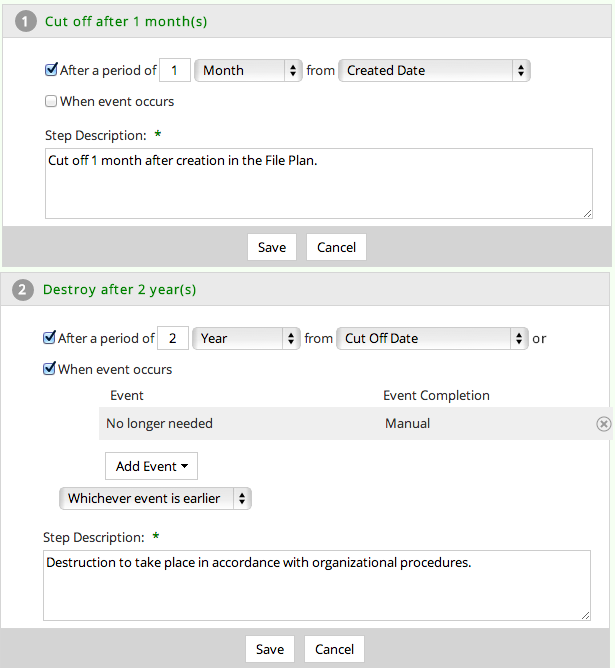 1 Cut off after 1 month(s)
After a period of 1 Month from Created Date
When event occurs
Step Description: *
Cut off 1 month after creation in the File Plan.
Save Cancel
2 Destroy after 2 year(s)
After a period of 2 Year from Cut Off Date or
When event occurs
Event Event Completion
No longer needed Manual
Add Event
Whichever event is earlier
Step Description: *
Destruction to take place in accordance with organizational procedures.
Save Cancel